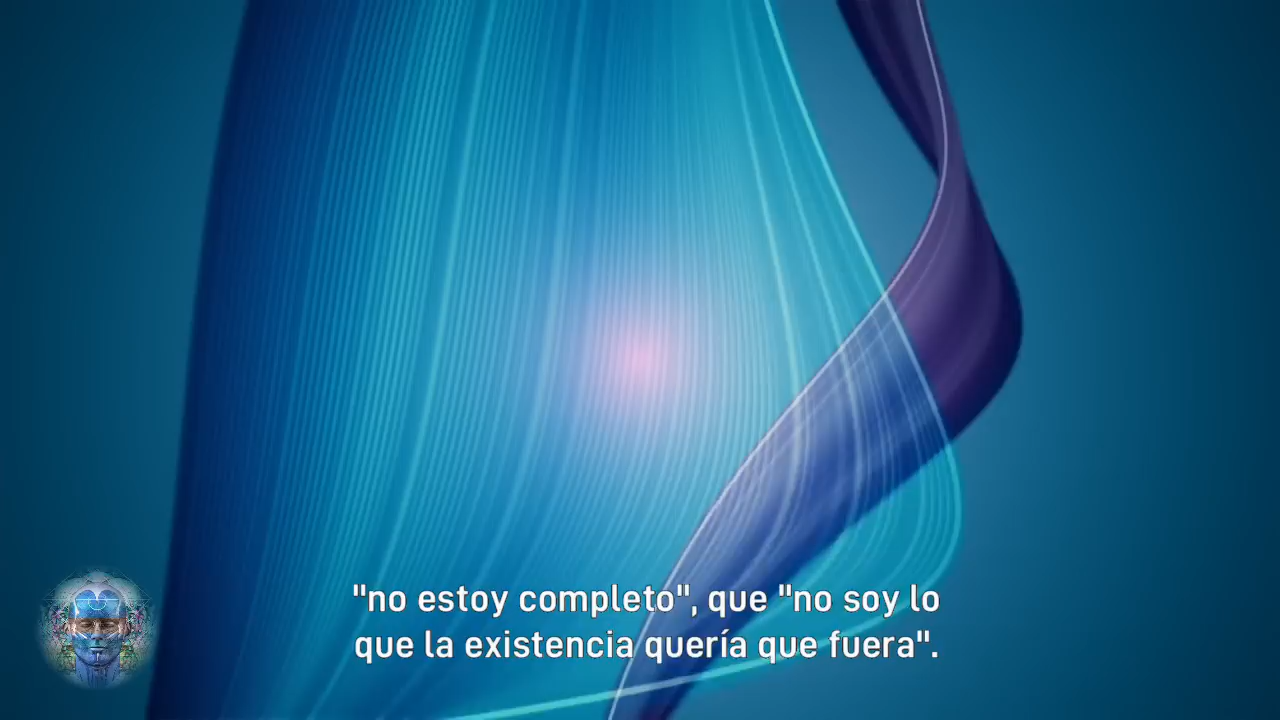 "no estoy completo", que "no soy lo
que la existencia quería que fuera".